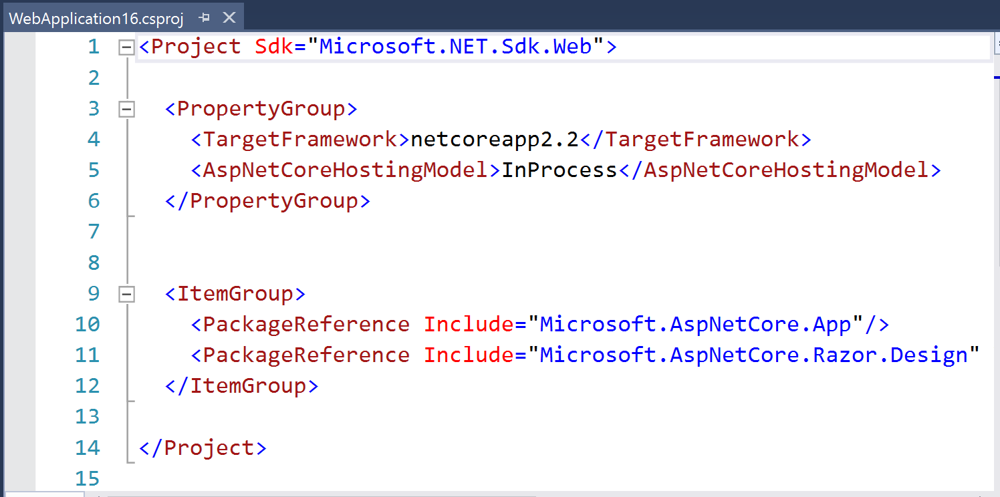 WebApplication16.csproj
1 <Project Sdk="Microsoft.NET.Sdk.Web">
2
3 <PropertyGroup>
4 <TargetFramework>netcoreapp2.2</TargetFramework>
5 <AspNetCoreHostingModel>InProcess</AspNetCoreHostingModel>
6 </PropertyGroup>
7
8
9 <ItemGroup>
10 <PackageReference Include="Microsoft.AspNetCore.App"/>
11 <PackageReference Include="Microsoft.AspNetCore.Razor.Design"
12 </ItemGroup>
13
14 </Project>
15